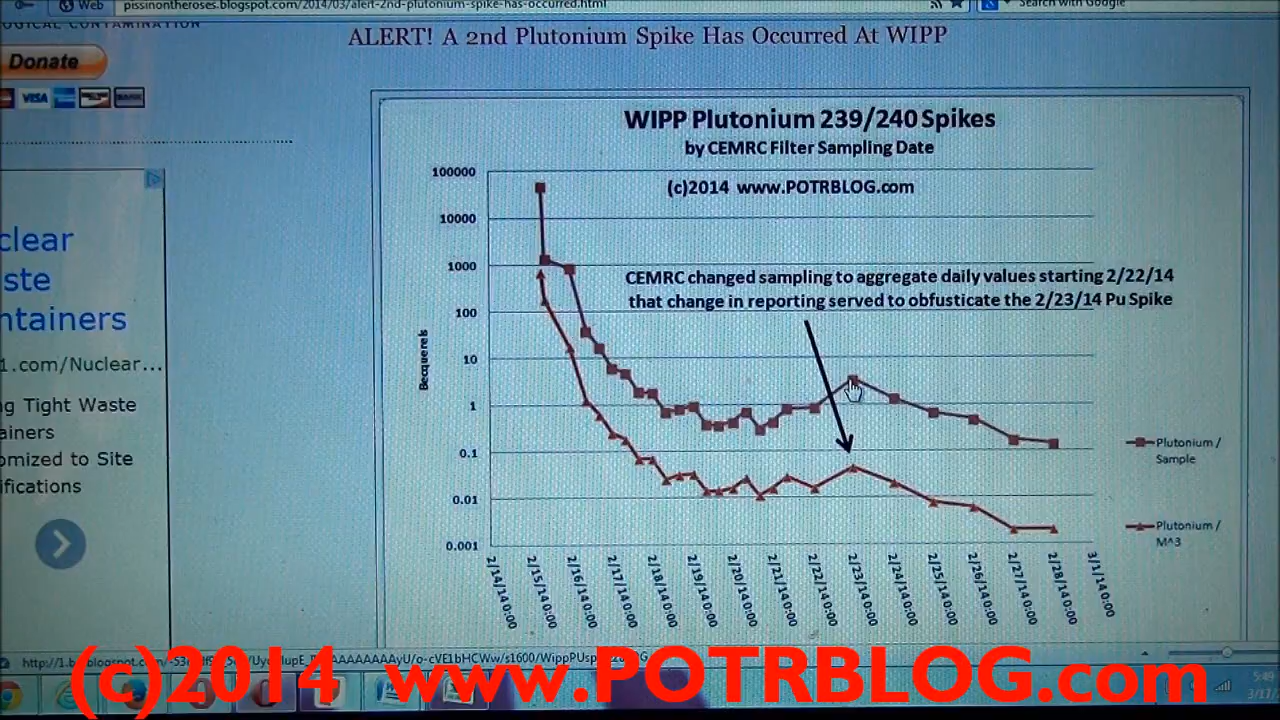 Web pissinontheroses.blogspot.com/2014/03/alert-2nd-plutonium-spike-has-occurred.html
Search with Google
ALERT! A 2nd Plutonium Spike Has Occurred At WIPP
Donate
VISA
WIPP Plutonium 239/240 Spikes
by CEMRC Filter Sampling Date
(c)2014 www.POTRBLOG.com
CEMRC changed sampling to aggregate daily values starting 2/22/14
that change in reporting served to obfusticate the 2/23/14 Pu Spike
100000
10000
1000
100
10
1
0.1
0.01
0.001
Becquerels
Plutonium /
Sample
Plutonium /
M^3
2/14/14 0:00
2/15/14 0:00
2/16/14 0:00
2/17/14 0:00
2/18/14 0:00
2/19/14 0:00
2/20/14 0:00
2/21/14 0:00
2/22/14 0:00
2/23/14 0:00
2/24/14 0:00
2/25/14 0:00
2/26/14 0:00
2/27/14 0:00
2/28/14 0:00
3/1/14 0:00
clear
ste
ntainers
1.com/Nuclear...
ng Tight Waste
ainers
omized to Site
ifications
(c)2014 www.POTRBLOG.com
5:49